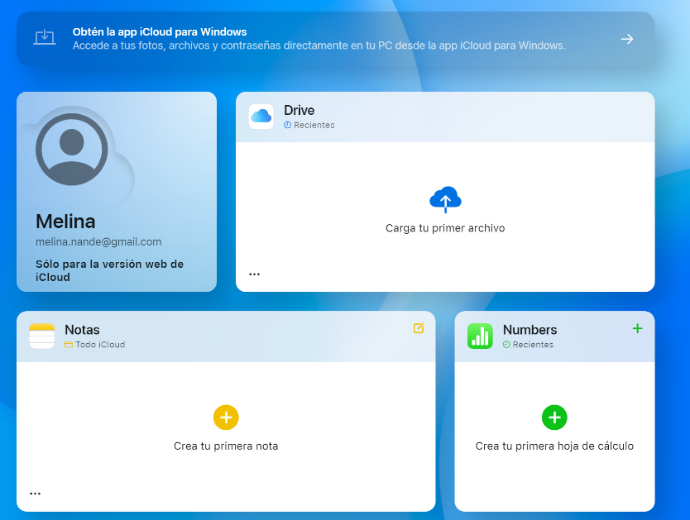 Obtén la app iCloud para Windows
Accede a tus fotos, archivos y contraseñas directamente en tu PC desde la app iCloud para Windows.
Melina
melina.nande@gmail.com
Sólo para la versión web de
iCloud
Drive
Recientes
Carga tu primer archivo
...
Notas
Todo iCloud
Crea tu primera nota
...
Numbers
Recientes
Crea tu primera hoja de cálculo